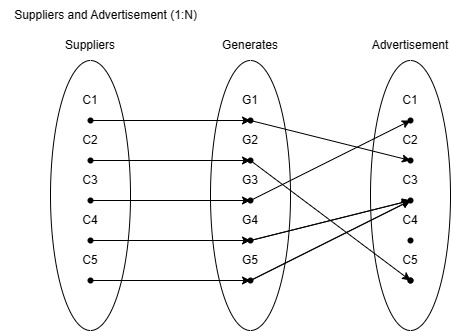 Suppliers and Advertisement (1:N)
Suppliers Generates Advertisement
C1 G1 C1
C2 G2 C2
C3 G3 C3
C4 G4 C4
C5 G5 C5